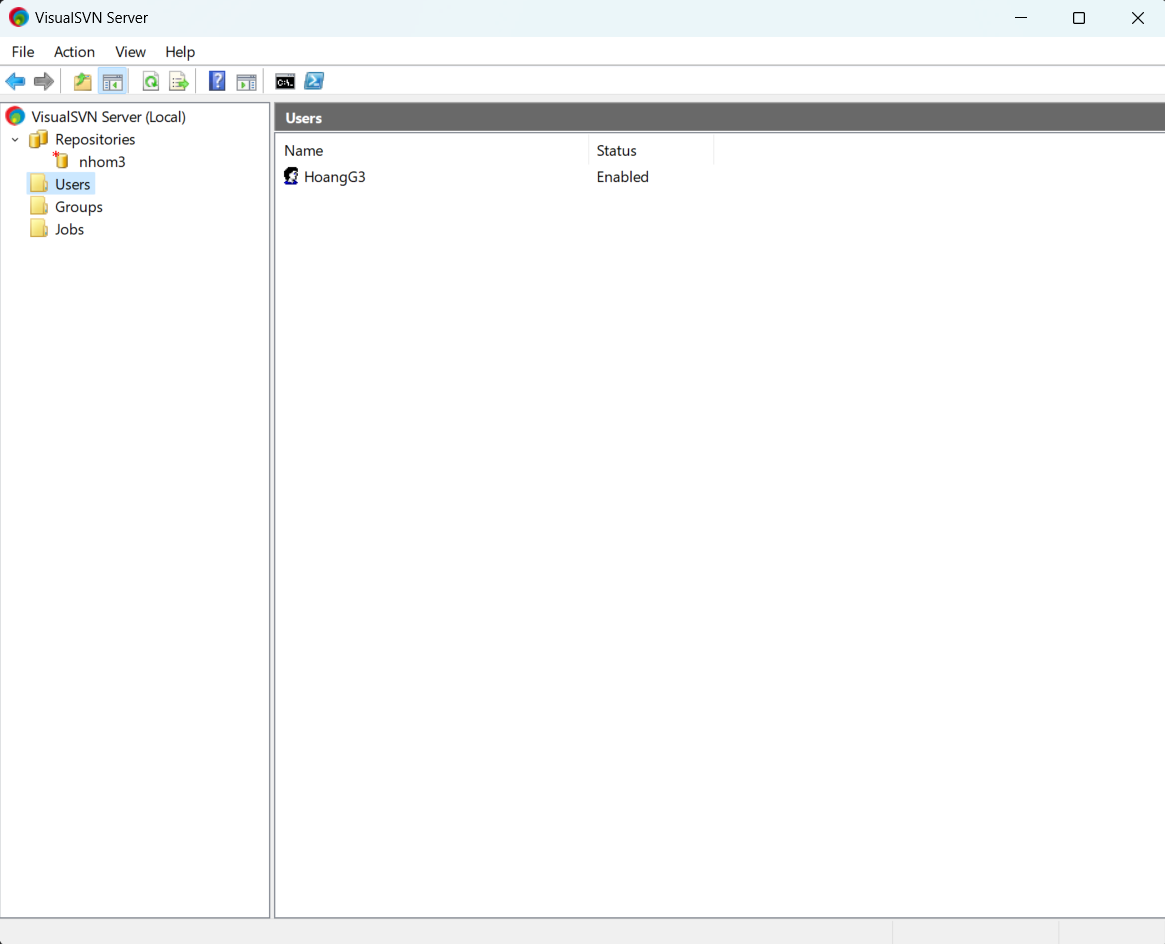 VisualSVN Server
File Action View Help
C:\.
VisualSVN Server (Local)
Repositories
nhom3
Users
Groups
Jobs
Users
Name Status
HoangG3 Enabled